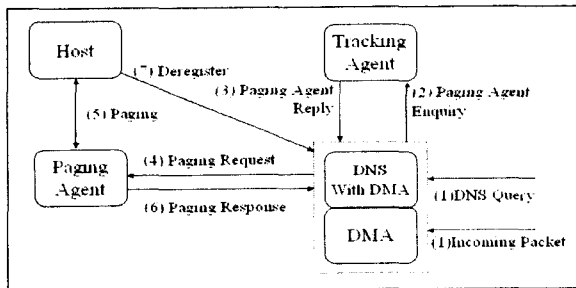 Host
Tracking
Agent
(7) Deregister
(3) Paging Agent
Reply
(2) Paging Agent
Enquiry
(5) Paging
Paging
Agent
(4) Paging Request
(6) Paging Response
DNS
With DMA
(1)DNS Query
DMA
(1)Incoming Packet